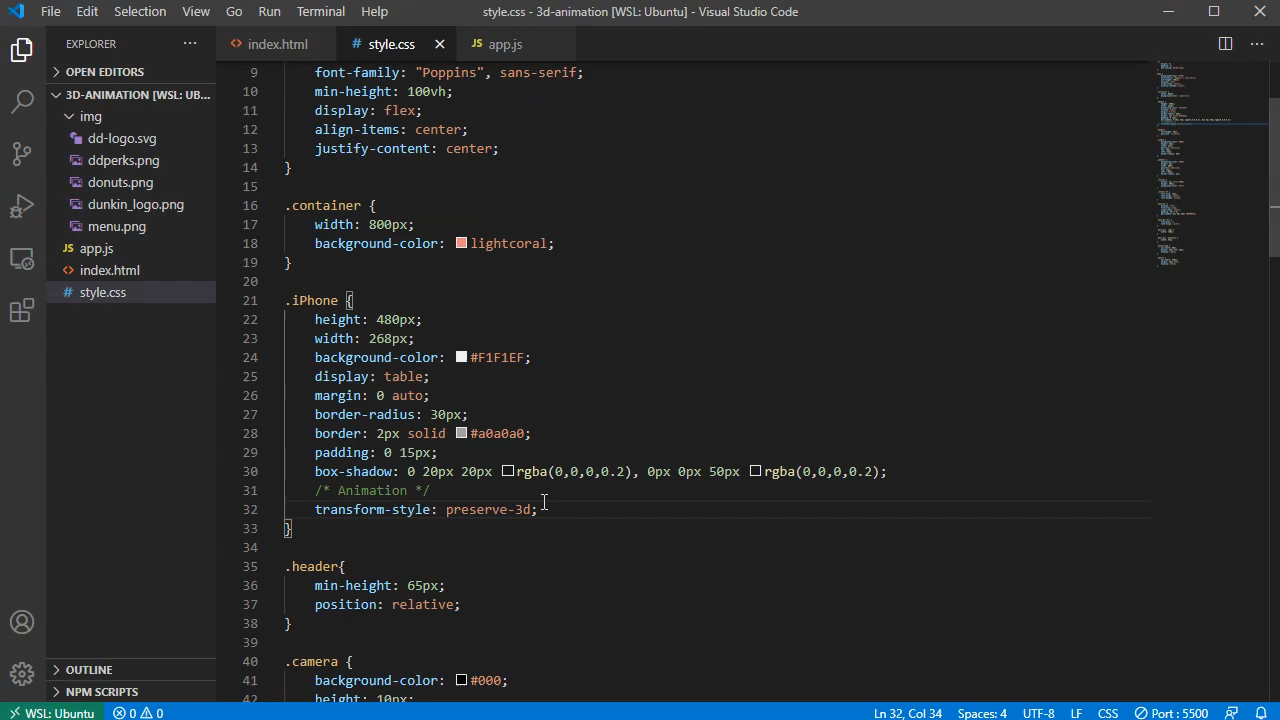 File Edit Selection View Go Run Terminal Help
style.css - 3d-animation [WSL: Ubuntu] - Visual Studio Code
EXPLORER
OPEN EDITORS
3D-ANIMATION [WSL: UB...
img
dd-logo.svg
ddperks.png
donuts.png
dunkin_logo.png
menu.png
JS app.js
<> index.html
# style.css
OUTLINE
NPM SCRIPTS
<> index.html # style.css JS app.js
9 font-family: "Poppins", sans-serif;
10 min-height: 100vh;
11 display: flex;
12 align-items: center;
13 justify-content: center;
14 }
15
16 .container {
17 width: 800px;
18 background-color: lightcoral;
19 }
20
21 .iPhone {
22 height: 480px;
23 width: 268px;
24 background-color: #F1F1EF;
25 display: table;
26 margin: 0 auto;
27 border-radius: 30px;
28 border: 2px solid #a0a0a0;
29 padding: 0 15px;
30 box-shadow: 0 20px 20px rgba(0,0,0,0.2), 0px 0px 50px rgba(0,0,0,0.2);
31 /* Animation */
32 transform-style: preserve-3d;
33 }
34
35 .header{
36 min-height: 65px;
37 position: relative;
38 }
39
40 .camera {
41 background-color: #000;
42 height: 10px;
WSL: Ubuntu 0 0 Ln 32, Col 34 Spaces: 4 UTF-8 LF CSS Port : 5500